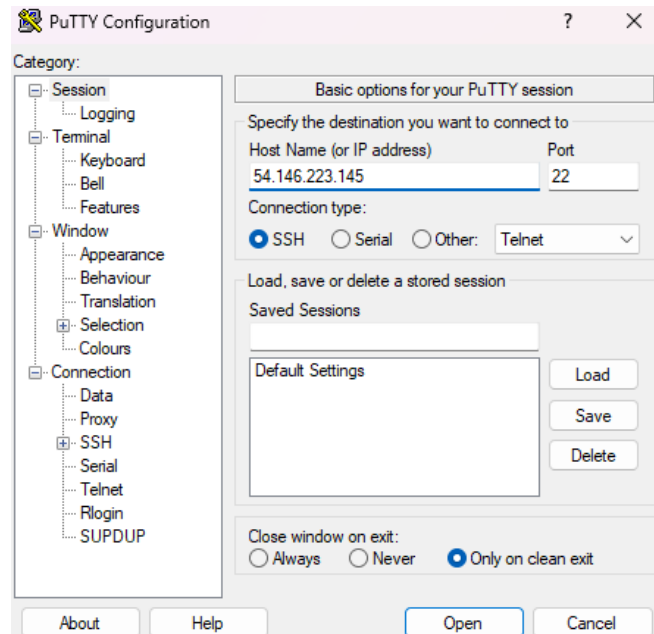 PuTTY Configuration
?
Category:
Session
Logging
Terminal
Keyboard
Bell
Features
Window
Appearance
Behaviour
Translation
Selection
Colours
Connection
Data
Proxy
SSH
Serial
Telnet
Rlogin
SUPDUP
Basic options for your PuTTY session
Specify the destination you want to connect to
Host Name (or IP address) Port
54.146.223.145 22
Connection type:
SSH Serial Other: Telnet
Load, save or delete a stored session
Saved Sessions
Default Settings
Load
Save
Delete
Close window on exit:
Always Never Only on clean exit
About Help Open Cancel